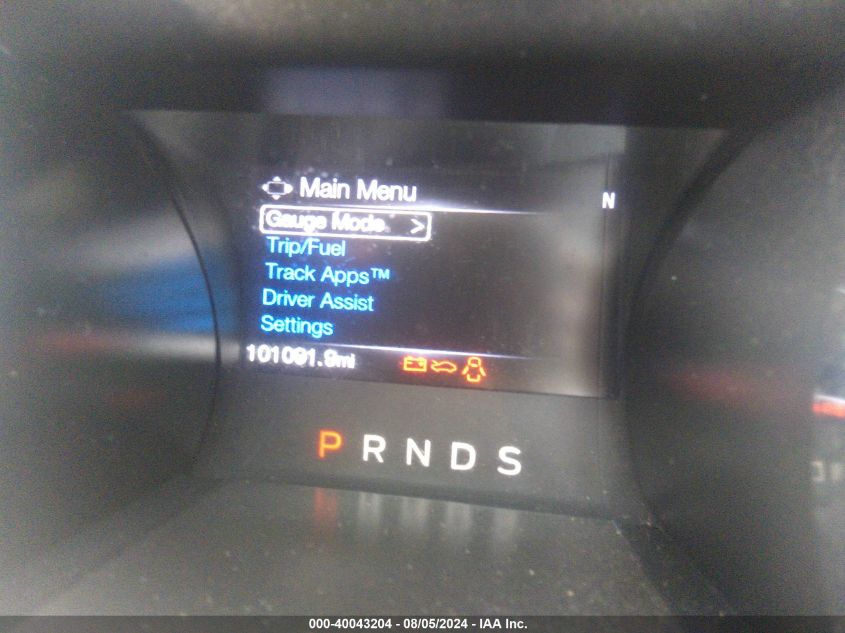 Main Menu
N
Gauge Mode >
Trip/Fuel
Track Apps™
Driver Assist
Settings
101091.9mi
P R N D S
000-40043204 - 08/05/2024 - IAA Inc.